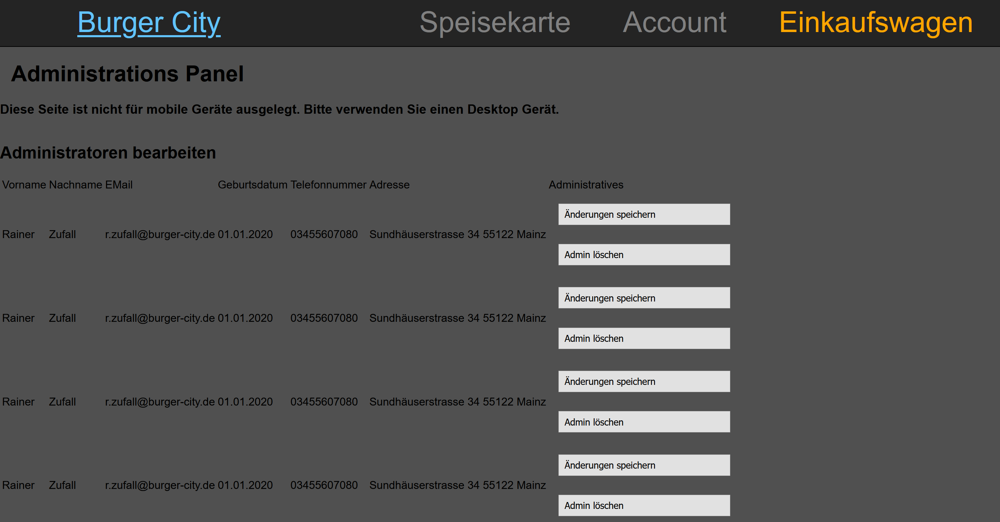 Burger City Speisekarte Account Einkaufswagen
Administrations Panel
Diese Seite ist nicht für mobile Geräte ausgelegt. Bitte verwenden Sie einen Desktop Gerät.
Administratoren bearbeiten
Vorname Nachname EMail Geburtsdatum Telefonnummer Adresse Administratives
Änderungen speichern
Rainer Zufall r.zufall@burger-city.de 01.01.2020 03455607080 Sundhäuserstrasse 34 55122 Mainz
Admin löschen
Änderungen speichern
Rainer Zufall r.zufall@burger-city.de 01.01.2020 03455607080 Sundhäuserstrasse 34 55122 Mainz
Admin löschen
Änderungen speichern
Rainer Zufall r.zufall@burger-city.de 01.01.2020 03455607080 Sundhäuserstrasse 34 55122 Mainz
Admin löschen
Änderungen speichern
Rainer Zufall r.zufall@burger-city.de 01.01.2020 03455607080 Sundhäuserstrasse 34 55122 Mainz
Admin löschen